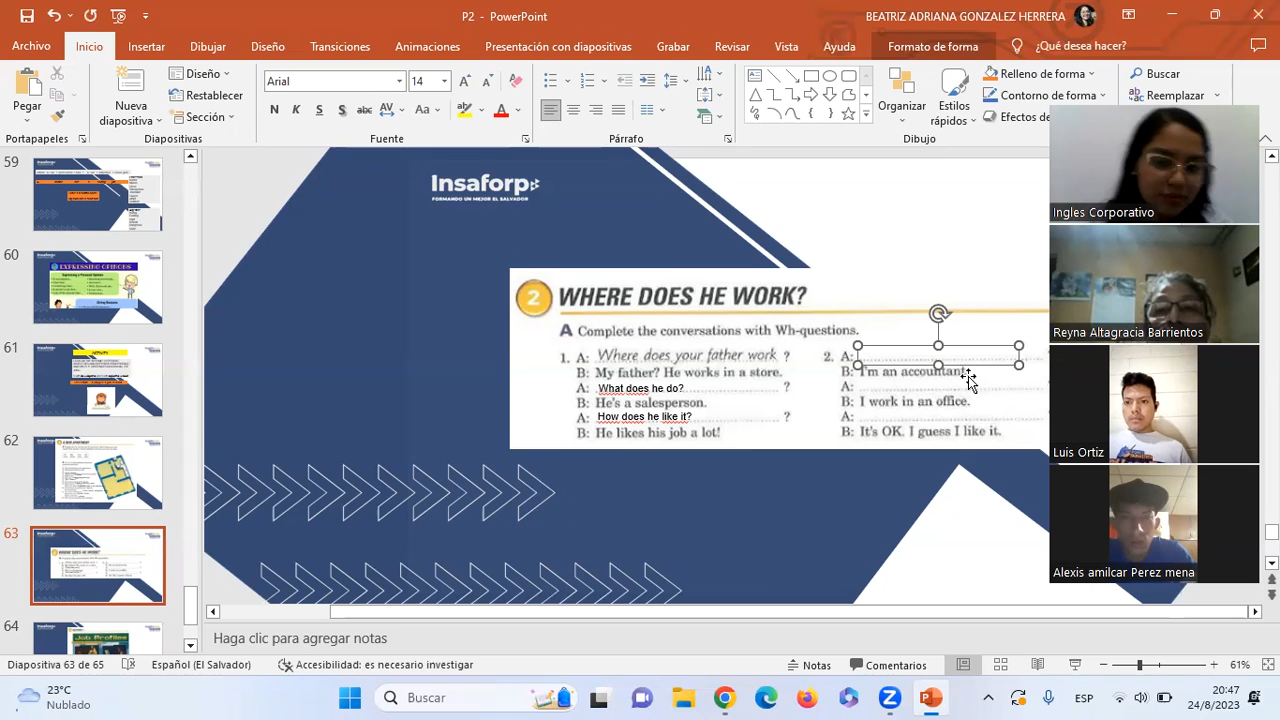 P2 - PowerPoint
BEATRIZ ADRIANA GONZALEZ HERRERA
Archivo Inicio Insertar Dibujar Diseño Transiciones Animaciones Presentación con diapositivas Grabar Revisar Vista Ayuda Formato de forma ¿Qué desea hacer?
Pegar
Portapapeles
Nueva diapositiva
Diseño
Restablecer
Sección
Diapositivas
Arial 14
N K S S abc AV Aa A
Fuente
Párrafo
Organizar
Estilos rápidos
Relleno de forma
Contorno de forma
Efectos de
Dibujo
Buscar
Reemplazar
59
60
EXPRESSING OPINIONS
61
62
63
64
Job Profiles
Insaforp
FORMANDO UN MEJOR EL SALVADOR
2 WHERE DOES HE WORK?
A Complete the conversations with Wh-questions.
1. A: Where does your father work ?
B: My father? He works in a store.
A: What does he do? ?
B: He's a salesperson.
A: How does he like it? ?
B: He likes his job a lot!
2. A:
B: I'm an accountant.
A:
B: I work in an office.
A:
B: It's OK. I guess I like it.
Ingles Corporativo
Reyna Altagracia Barrientos
Luis Ortiz
Alexis amilcar Perez mena
Haga clic para agregar notas
Diapositiva 63 de 65 Español (El Salvador) Accesibilidad: es necesario investigar Notas Comentarios 61%
23°C
Nublado
Buscar
ESP
20:47
24/8/2023